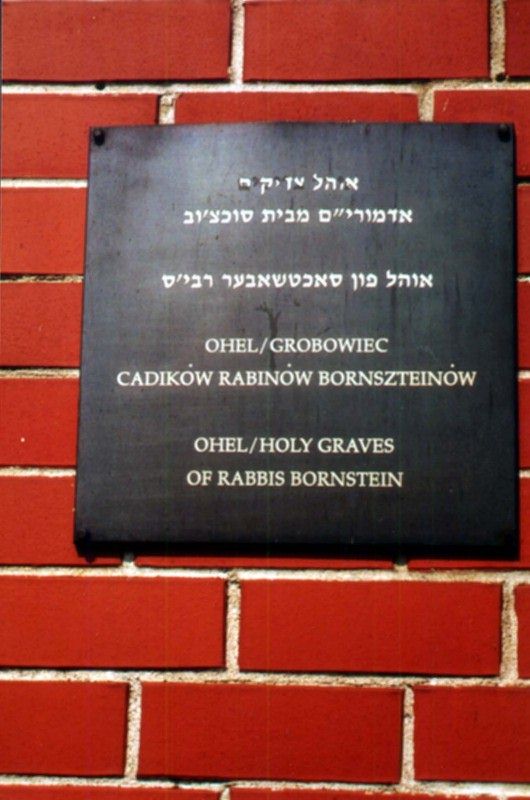 אוהל צדיקים
אדמורי״ם מבית סוכצ׳וב
אוהל פון סאכטשאבער רבי׳ס
OHEL/GROBOWIEC
CADIKÓW RABINÓW BORNSZTEINÓW
OHEL/HOLY GRAVES
OF RABBIS BORNSTEIN